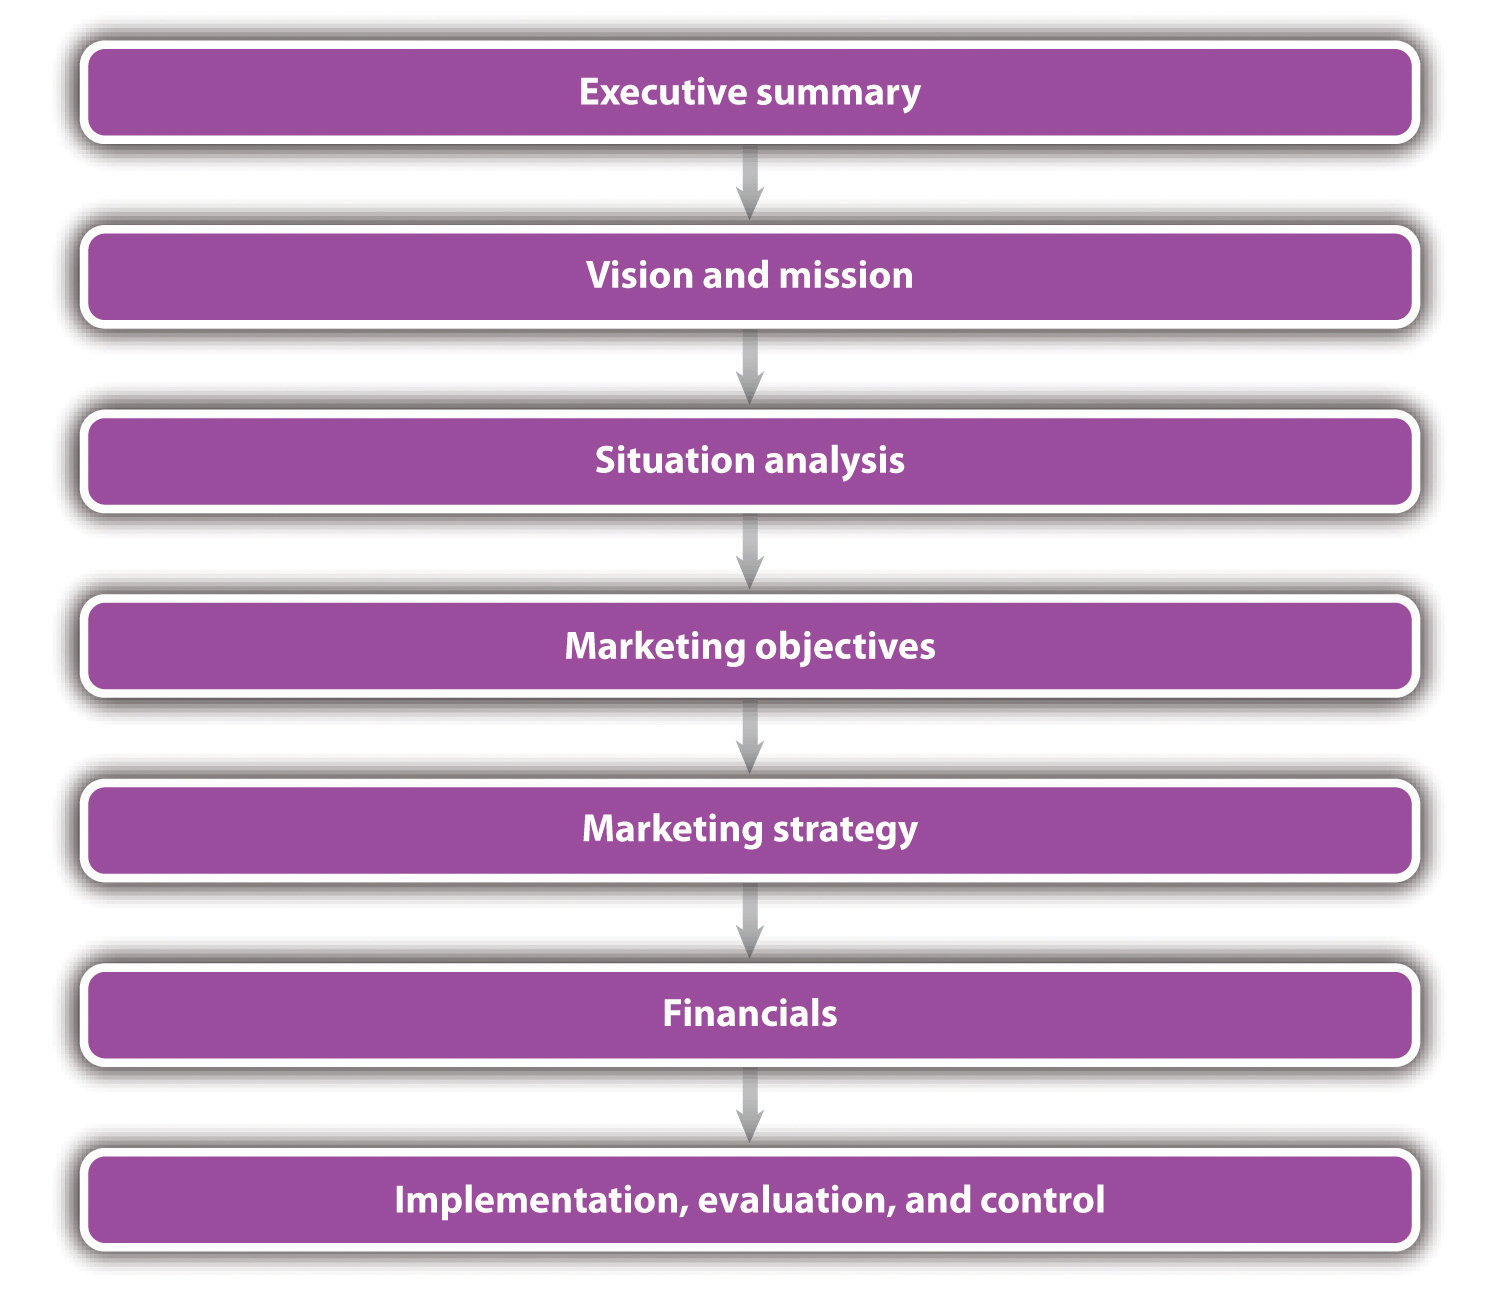 Executive summary
Vision and mission
Situation analysis
Marketing objectives
Marketing strategy
Financials
Implementation, evaluation, and control